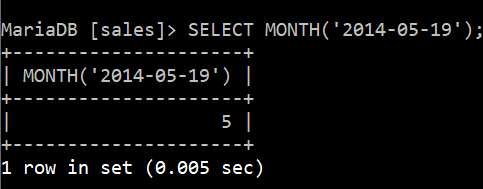 MariaDB [sales]> SELECT MONTH('2014-05-19');
+---------------------+
| MONTH('2014-05-19') |
+---------------------+
|                   5 |
+---------------------+
1 row in set (0.005 sec)